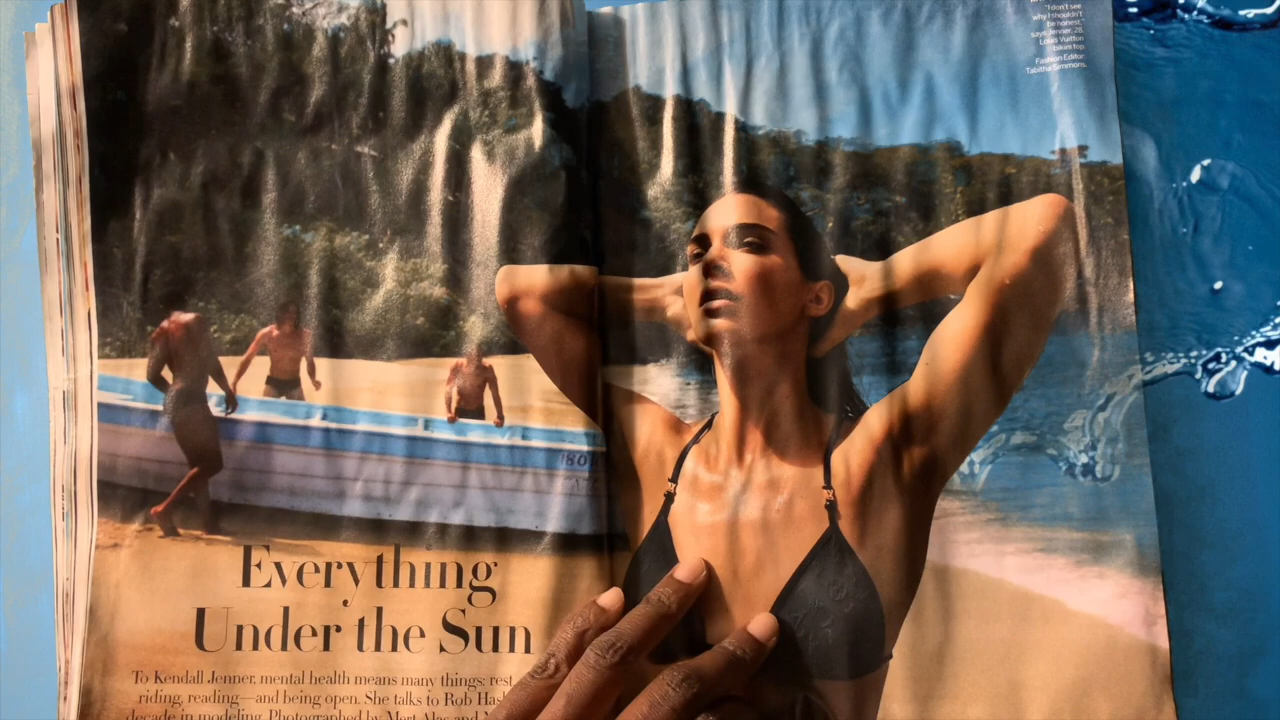 "I don't see
why I shouldn't
be honest,"
says Jenner, 28.
Louis Vuitton
bikini top.
Fashion Editor:
Tabitha Simmons.
1801
Everything
Under the Sun
To Kendall Jenner, mental health means many things: rest,
riding, reading—and being open. She talks to Rob Has
decade in modeling. Photographed by Mert Alas and